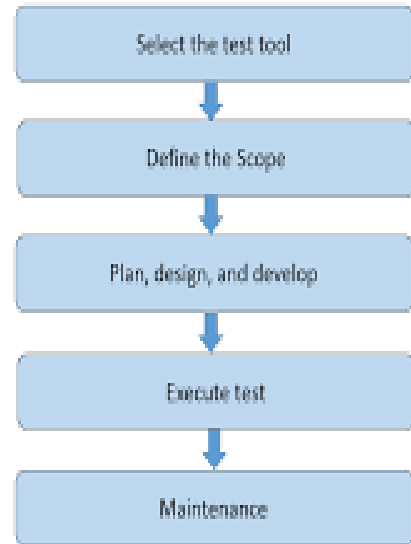 Select the test tool
Define the Scope
Plan, design, and develop
Execute test
Maintenance